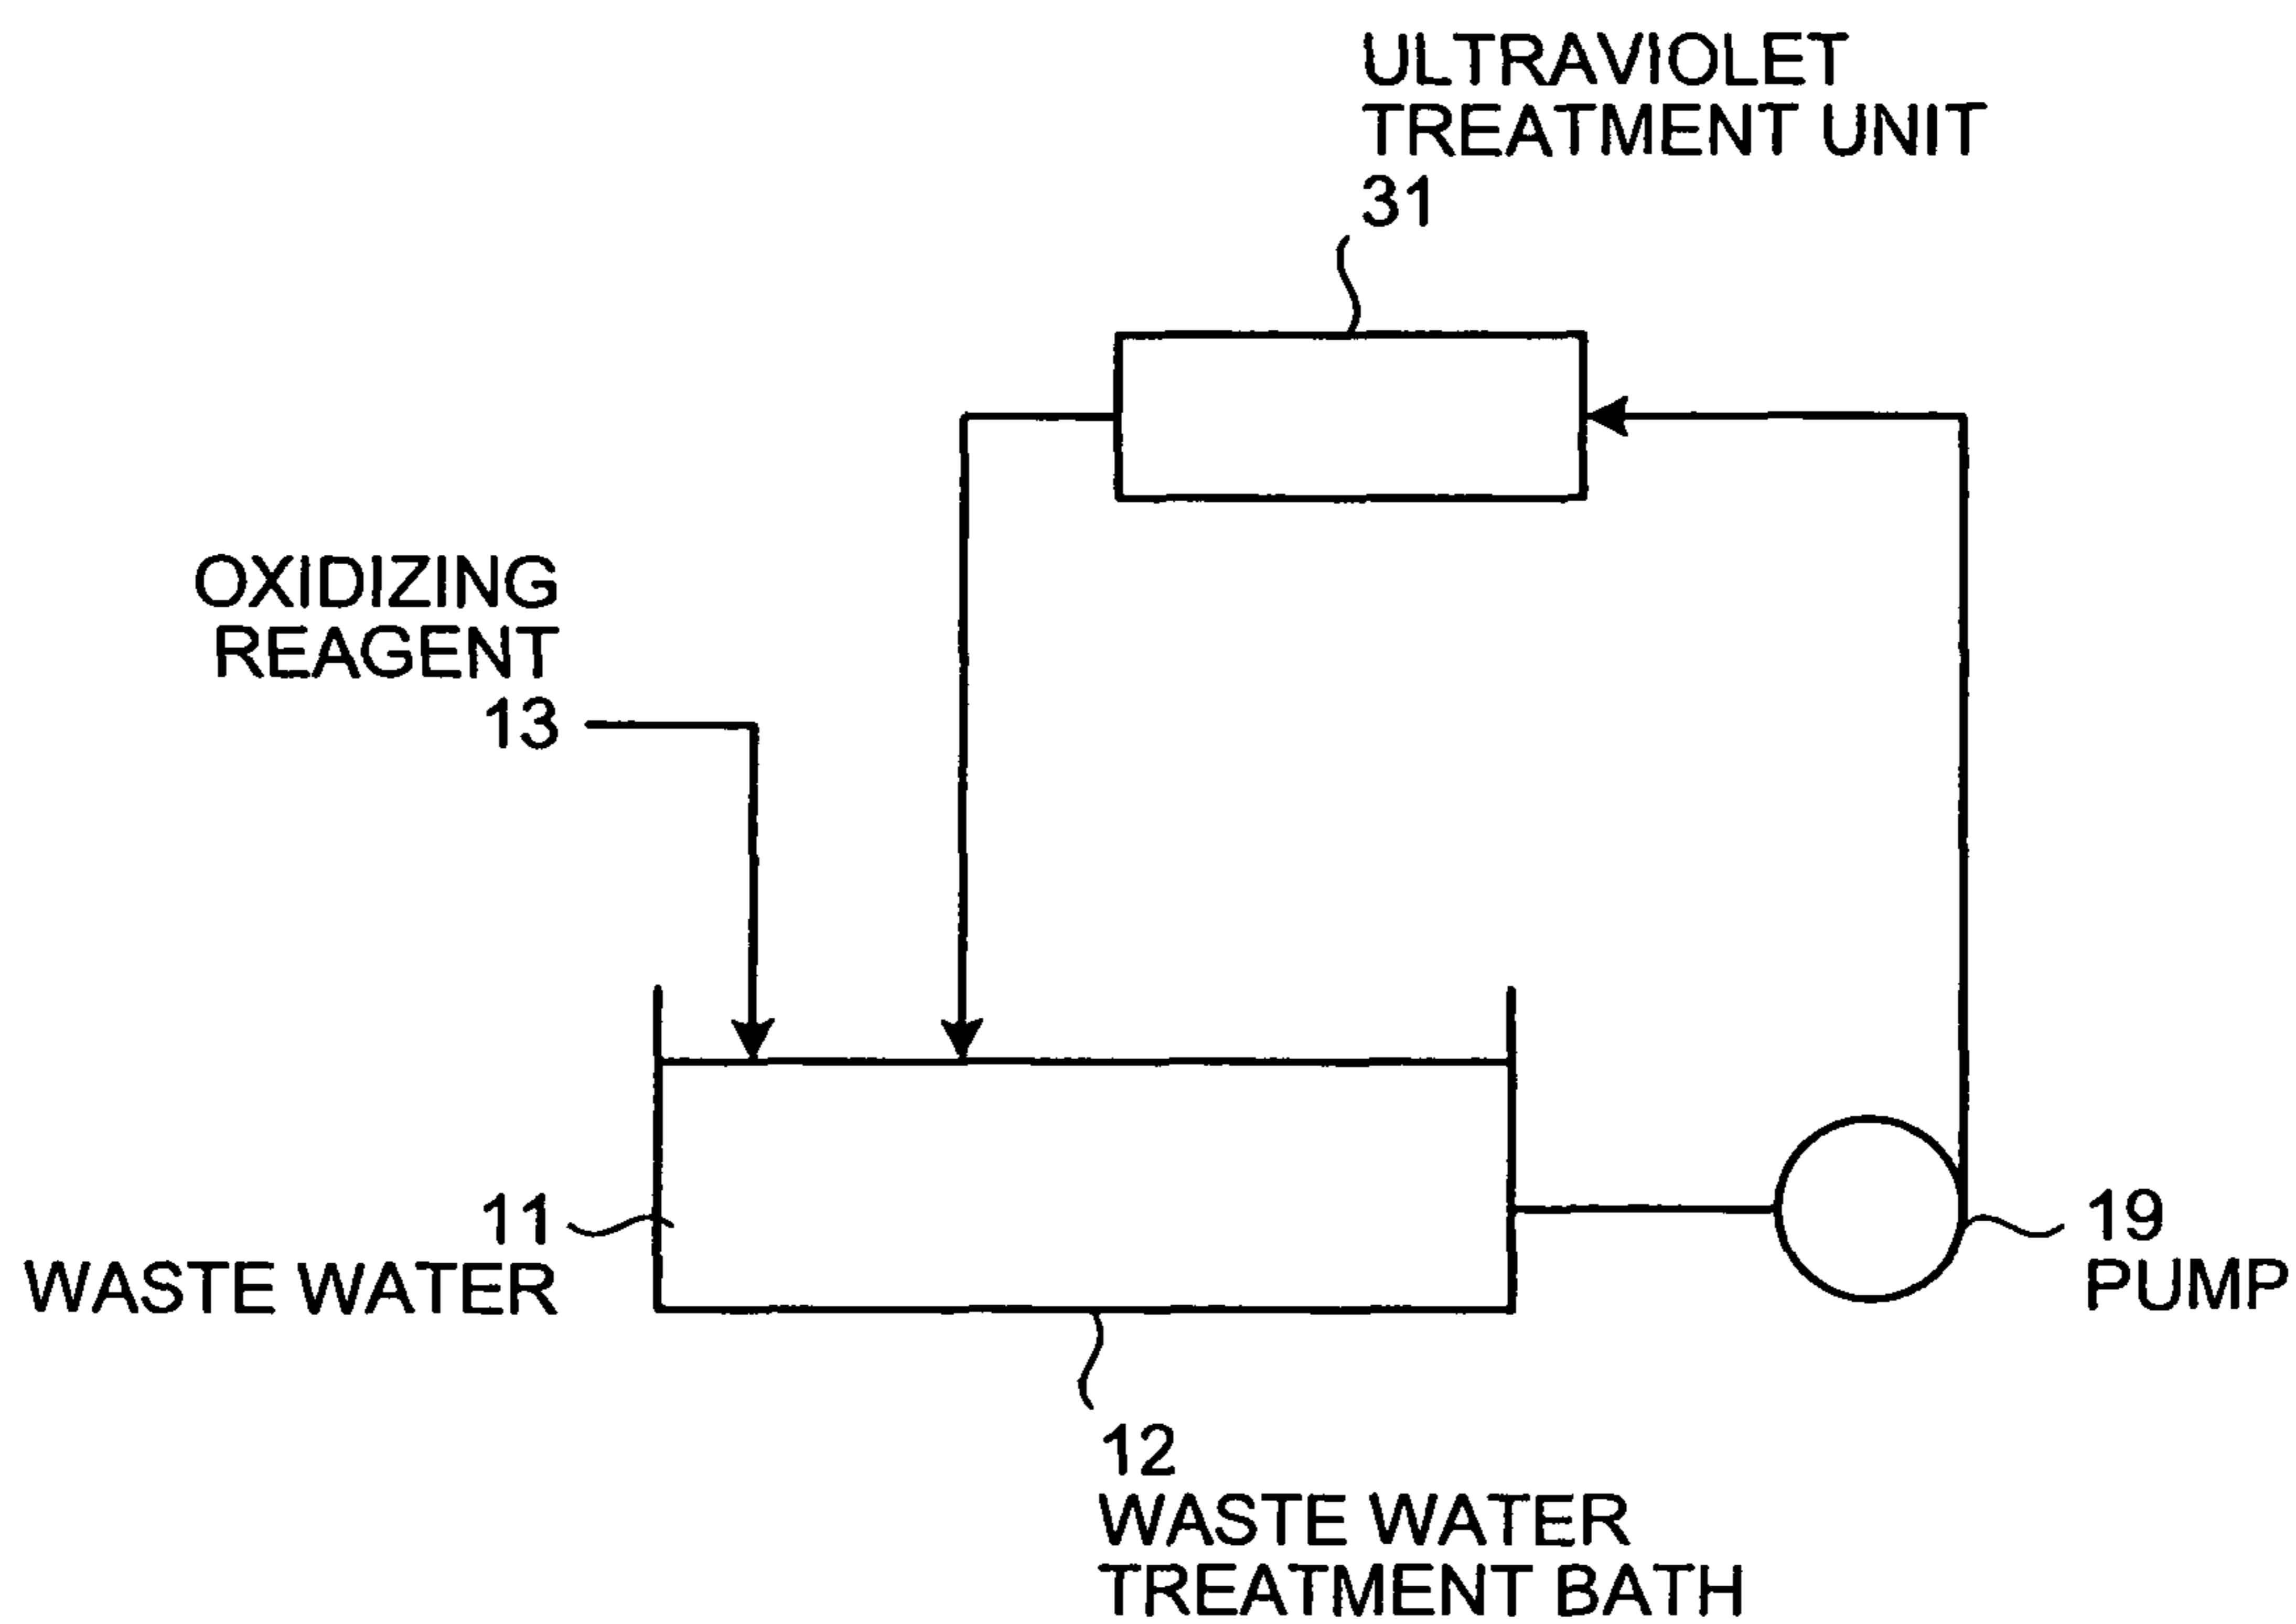 ULTRAVIOLET
TREATMENT UNIT
31
OXIDIZING
REAGENT
13
11
WASTE WATER
19
PUMP
12
WASTE WATER
TREATMENT BATH